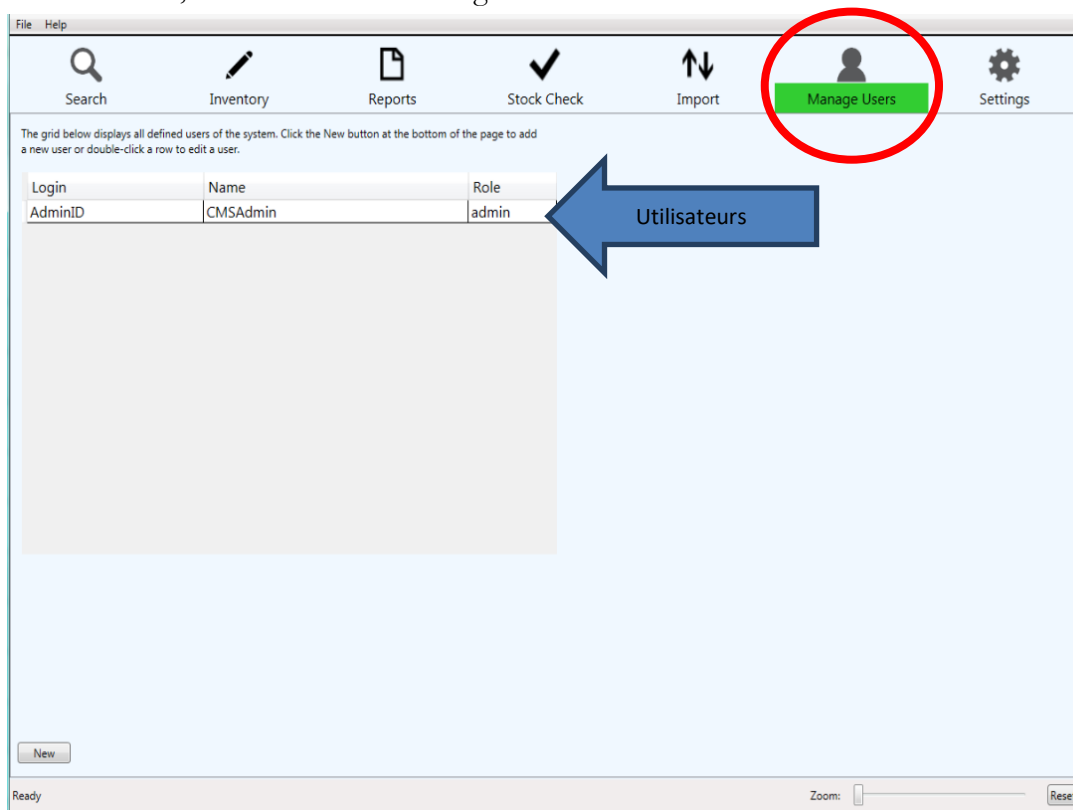 File Help
Search Inventory Reports Stock Check Import Manage Users Settings
The grid below displays all defined users of the system. Click the New button at the bottom of the page to add
a new user or double-click a row to edit a user.
Login Name Role
AdminID CMSAdmin admin
Utilisateurs
New
Ready Zoom: